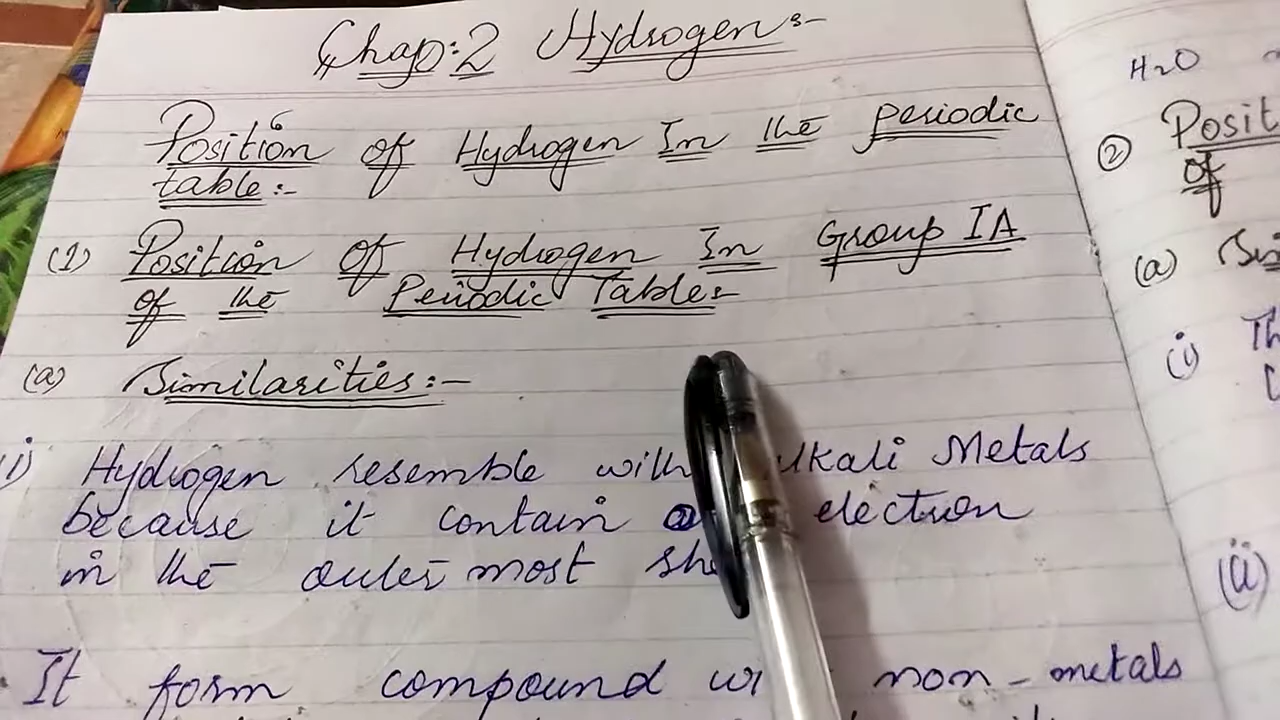 Chap:2 Hydrogen:-
Position of Hydrogen In the periodic
table:-
(1) Position of Hydrogen In Group IA
of the Periodic Table:-
(a) Similarities:-
i) Hydrogen resemble with alkali Metals
because it contain electron
in the outer most
It form compound non-metals
H2O
② Posit
of
(a)
(i) Th
(ii)